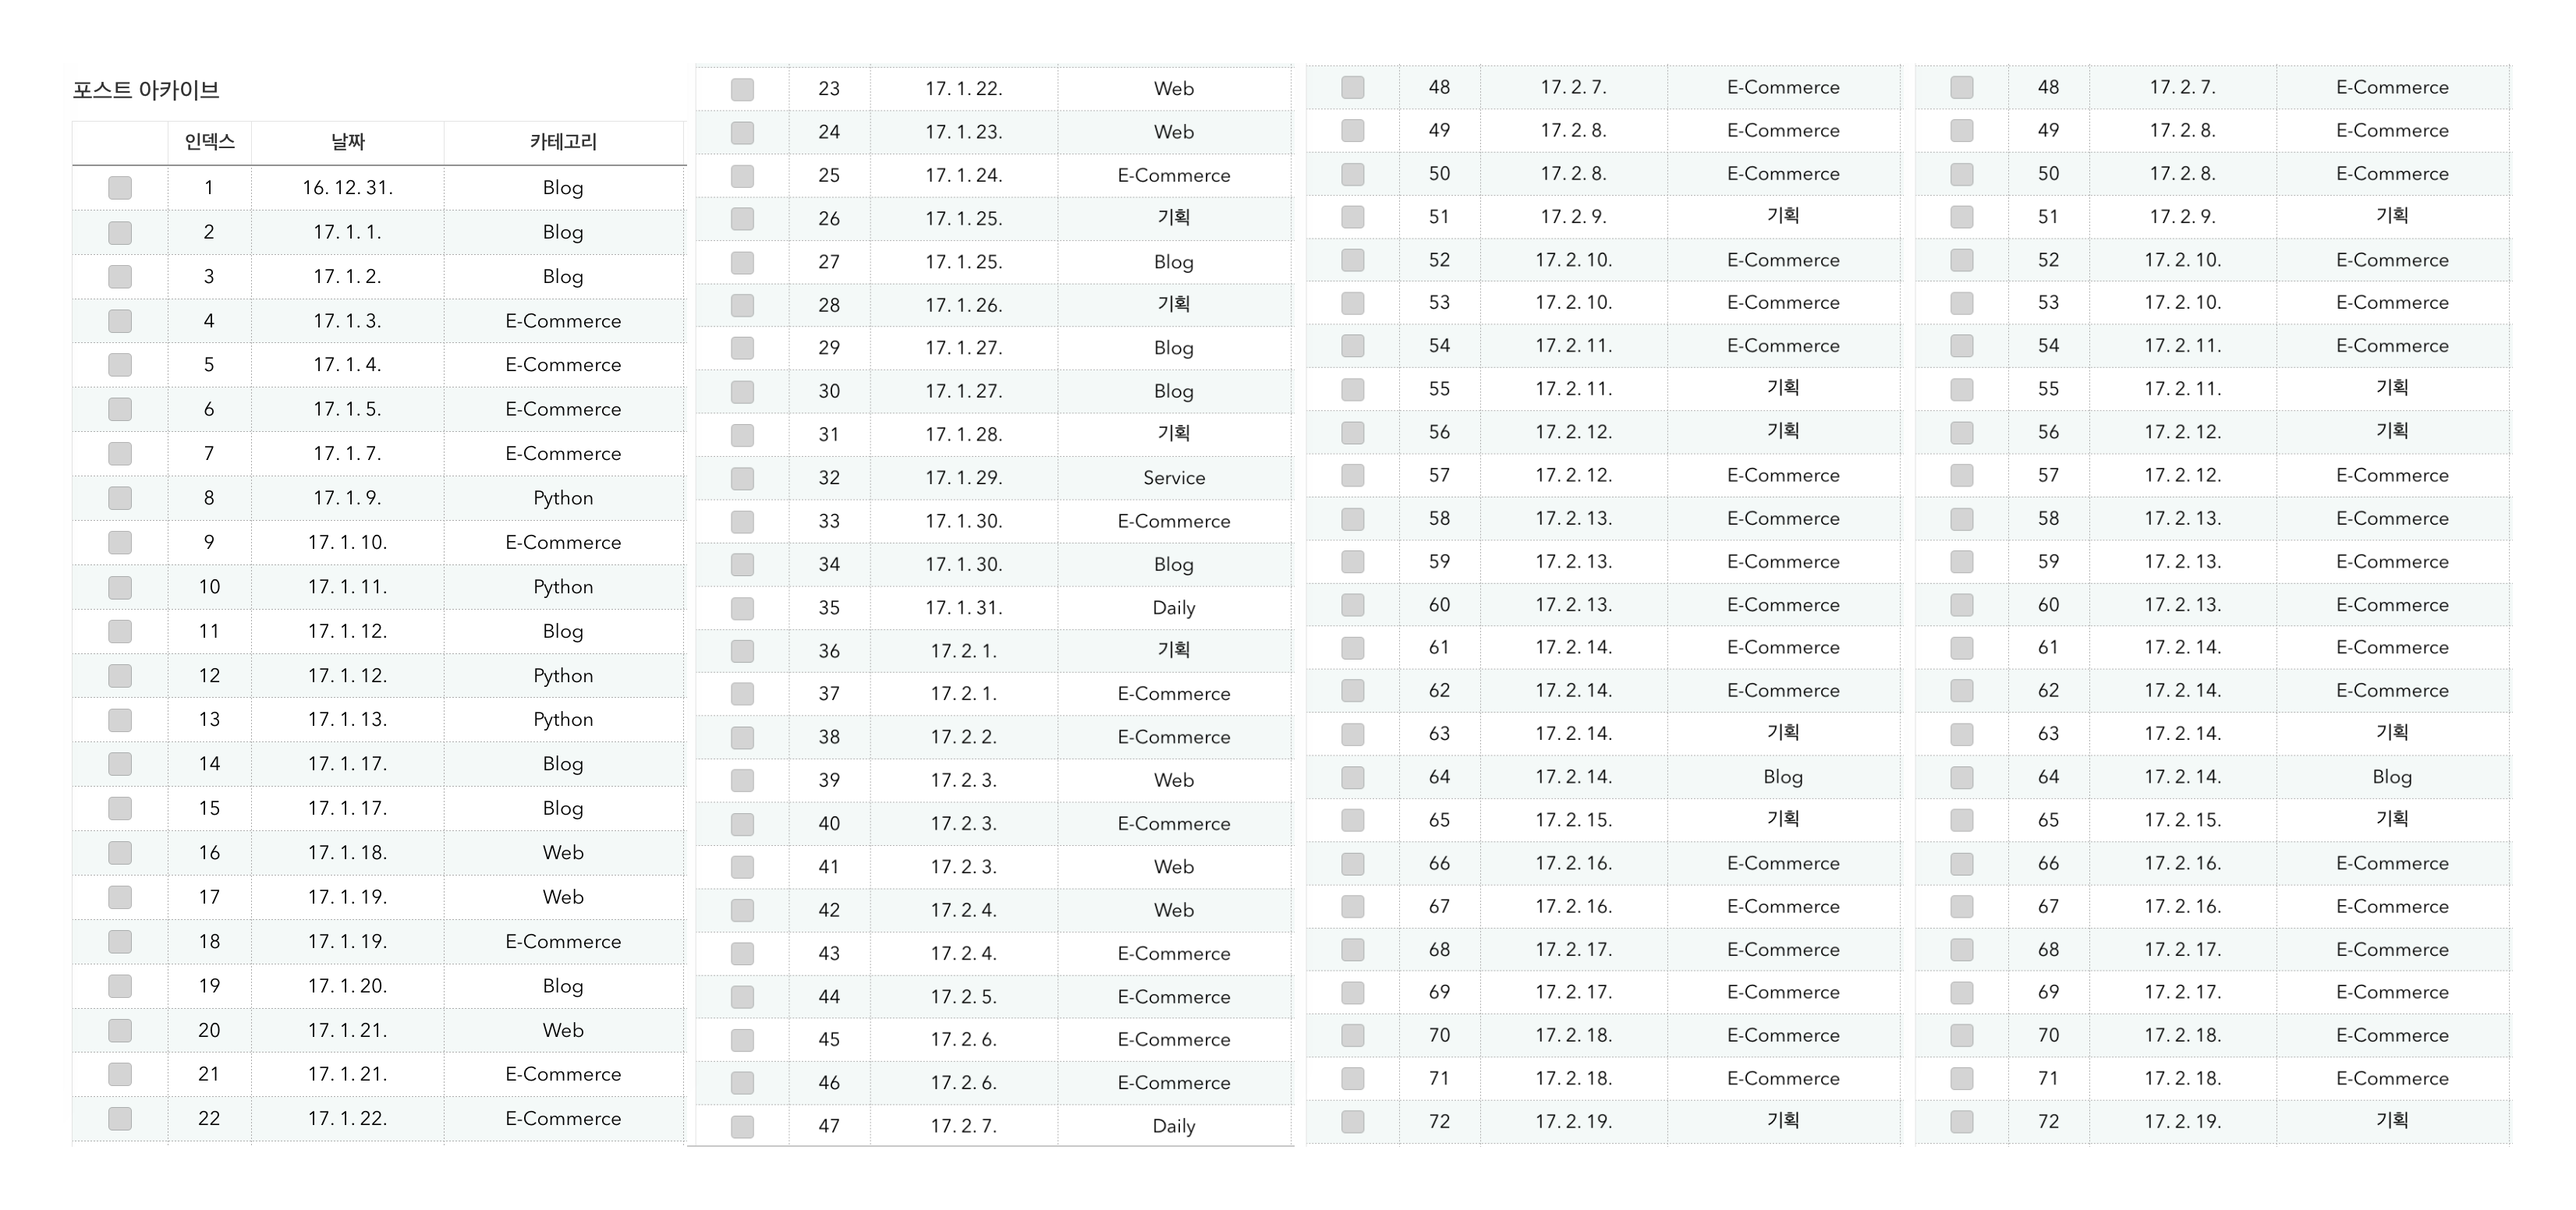 포스트 아카이브
인덱스 날짜 카테고리
1 16. 12. 31. Blog
2 17. 1. 1. Blog
3 17. 1. 2. Blog
4 17. 1. 3. E-Commerce
5 17. 1. 4. E-Commerce
6 17. 1. 5. E-Commerce
7 17. 1. 7. E-Commerce
8 17. 1. 9. Python
9 17. 1. 10. E-Commerce
10 17. 1. 11. Python
11 17. 1. 12. Blog
12 17. 1. 12. Python
13 17. 1. 13. Python
14 17. 1. 17. Blog
15 17. 1. 17. Blog
16 17. 1. 18. Web
17 17. 1. 19. Web
18 17. 1. 19. E-Commerce
19 17. 1. 20. Blog
20 17. 1. 21. Web
21 17. 1. 21. E-Commerce
22 17. 1. 22. E-Commerce
23 17. 1. 22. Web
24 17. 1. 23. Web
25 17. 1. 24. E-Commerce
26 17. 1. 25. 기획
27 17. 1. 25. Blog
28 17. 1. 26. 기획
29 17. 1. 27. Blog
30 17. 1. 27. Blog
31 17. 1. 28. 기획
32 17. 1. 29. Service
33 17. 1. 30. E-Commerce
34 17. 1. 30. Blog
35 17. 1. 31. Daily
36 17. 2. 1. 기획
37 17. 2. 1. E-Commerce
38 17. 2. 2. E-Commerce
39 17. 2. 3. Web
40 17. 2. 3. E-Commerce
41 17. 2. 3. Web
42 17. 2. 4. Web
43 17. 2. 4. E-Commerce
44 17. 2. 5. E-Commerce
45 17. 2. 6. E-Commerce
46 17. 2. 6. E-Commerce
47 17. 2. 7. Daily
48 17. 2. 7. E-Commerce
49 17. 2. 8. E-Commerce
50 17. 2. 8. E-Commerce
51 17. 2. 9. 기획
52 17. 2. 10. E-Commerce
53 17. 2. 10. E-Commerce
54 17. 2. 11. E-Commerce
55 17. 2. 11. 기획
56 17. 2. 12. 기획
57 17. 2. 12. E-Commerce
58 17. 2. 13. E-Commerce
59 17. 2. 13. E-Commerce
60 17. 2. 13. E-Commerce
61 17. 2. 14. E-Commerce
62 17. 2. 14. E-Commerce
63 17. 2. 14. 기획
64 17. 2. 14. Blog
65 17. 2. 15. 기획
66 17. 2. 16. E-Commerce
67 17. 2. 16. E-Commerce
68 17. 2. 17. E-Commerce
69 17. 2. 17. E-Commerce
70 17. 2. 18. E-Commerce
71 17. 2. 18. E-Commerce
72 17. 2. 19. 기획
48 17. 2. 7. E-Commerce
49 17. 2. 8. E-Commerce
50 17. 2. 8. E-Commerce
51 17. 2. 9. 기획
52 17. 2. 10. E-Commerce
53 17. 2. 10. E-Commerce
54 17. 2. 11. E-Commerce
55 17. 2. 11. 기획
56 17. 2. 12. 기획
57 17. 2. 12. E-Commerce
58 17. 2. 13. E-Commerce
59 17. 2. 13. E-Commerce
60 17. 2. 13. E-Commerce
61 17. 2. 14. E-Commerce
62 17. 2. 14. E-Commerce
63 17. 2. 14. 기획
64 17. 2. 14. Blog
65 17. 2. 15. 기획
66 17. 2. 16. E-Commerce
67 17. 2. 16. E-Commerce
68 17. 2. 17. E-Commerce
69 17. 2. 17. E-Commerce
70 17. 2. 18. E-Commerce
71 17. 2. 18. E-Commerce
72 17. 2. 19. 기획